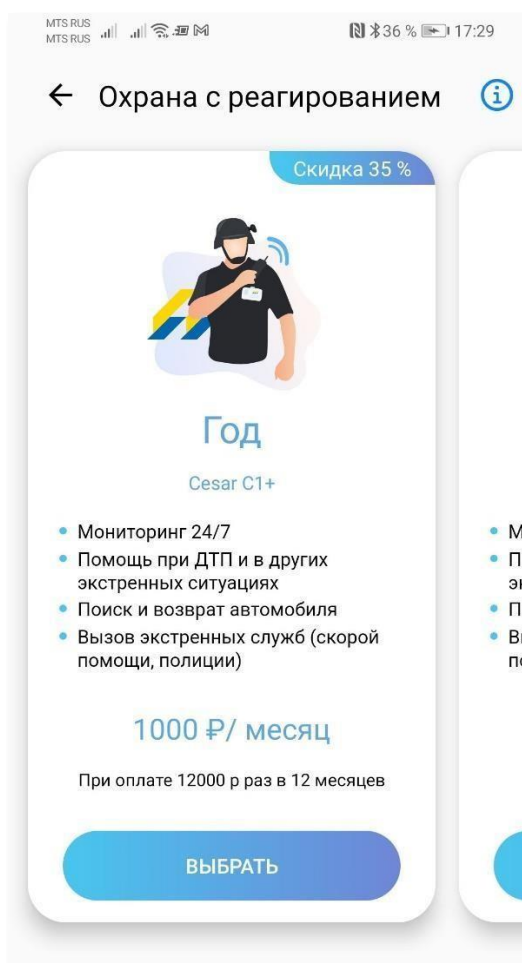 MTS RUS
MTS RUS
36 % 17:29
Охрана с реагированием
Скидка 35 %
Год
Cesar C1+
Мониторинг 24/7
Помощь при ДТП и в других
экстренных ситуациях
Поиск и возврат автомобиля
Вызов экстренных служб (скорой
помощи, полиции)
1000 ₽/ месяц
При оплате 12000 р раз в 12 месяцев
ВЫБРАТЬ